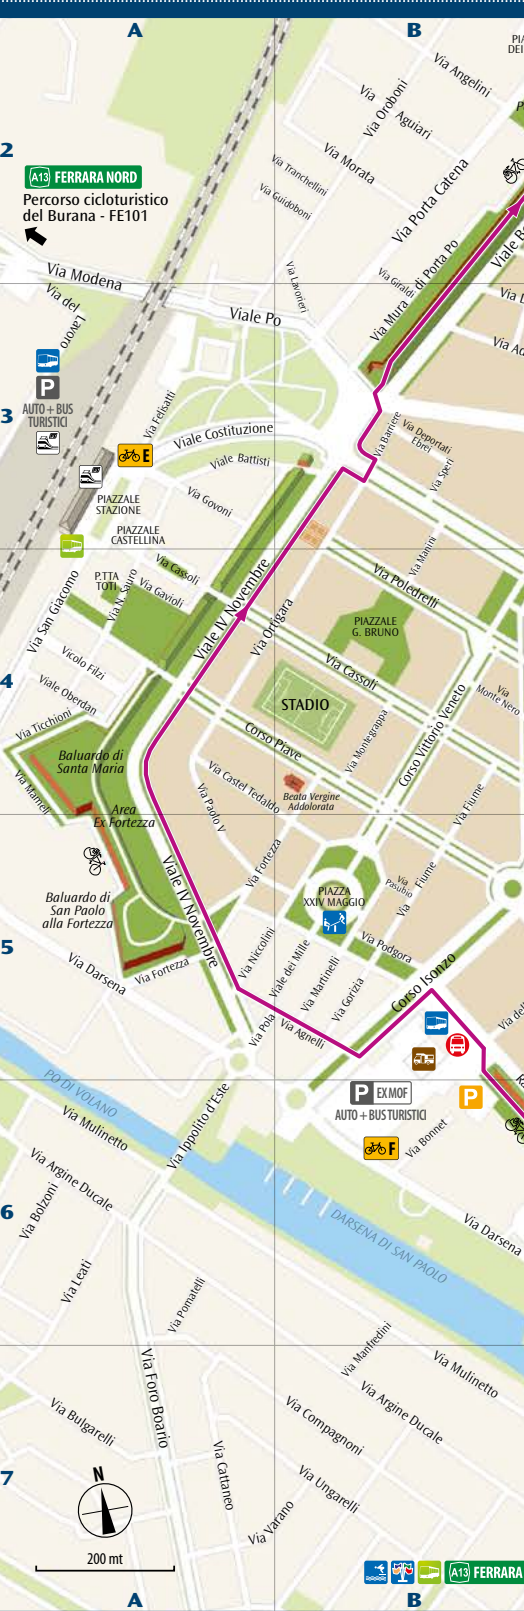 A
B
PIA
DEI
Via Angelini
Via Oroboni
Via Aguiari
P
2
A13 FERRARA NORD
Percorso cicloturistico
del Burana - FE101
Via Tranchellini
Via Morata
Via Guidoboni
Via Porta Catena
Via Modena
Via del Lavoro
Via Lavorieri
Viale Po
Via Giraldi
Via Mura di Porta Po
Viale B
Via
Via Ad
3
P
AUTO + BUS
TURISTICI
Via Felisatti
E
Viale Costituzione
Viale Battisti
Via Barriere
Via Deportati
Ebrei
Via Speri
PIAZZALE
STAZIONE
Via Govoni
PIAZZALE
CASTELLINA
Via Manini
Via Cassoli
P.TTA
TOTI
Via N. Sauro
Via Gavioli
Via San Giacomo
Viale IV Novembre
Via Ortigara
Via Poledrelli
PIAZZALE
G. BRUNO
Vicolo Filzi
4
Viale Oberdan
Via Cassoli
Via Ticchioni
STADIO
Corso Vittorio Veneto
Via
Monte Nero
Corso Piave
Via Montegrappa
Baluardo di
Santa Maria
Via Mameli
Via Castel Tedaldo
Via Paolo V
Beata Vergine
Addolorata
Via Fiume
Area
Ex Fortezza
Via Fortezza
Viale IV Novembre
Via
Pasubio
Via Fiume
PIAZZA
XXIV MAGGIO
Baluardo di
San Paolo
alla Fortezza
5
Via Podgora
Via Niccolini
Viale dei Mille
Via Martinelli
Via Gorizia
Corso Isonzo
Via Darsena
Via Fortezza
Via Pola
Via Agnelli
Via del
PO DI VOLANO
P EX MOF
AUTO + BUS TURISTICI
P
Via Mulinetto
Via Ippolito d'Este
F
Via Bonnet
Via Argine Ducale
6
Via Bolzoni
DARSENA DI SAN PAOLO
Via Darsena
Via Leati
Via Pomatelli
Via Manfredini
Via Mulinetto
Via Foro Boario
Via Argine Ducale
Via Bulgarelli
Via Compagnoni
Via Cattaneo
7
Via Ungarelli
N
Via Varano
200 mt
A13 FERRARA
A
B